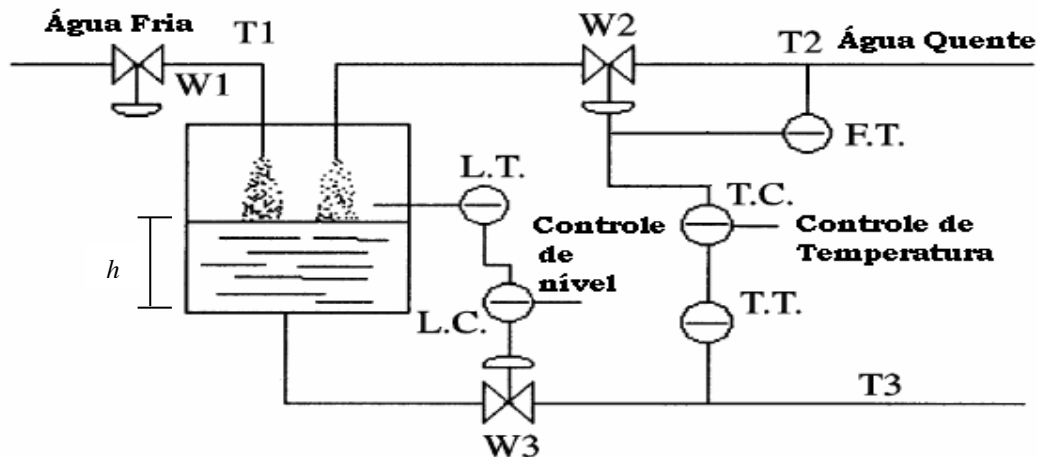 Água Fria
T1
W2
T2
Água Quente
W1
F.T.
L.T.
T.C.
Controle
de
nível
Controle de
Temperatura
h
L.C.
T.T.
T3
W3